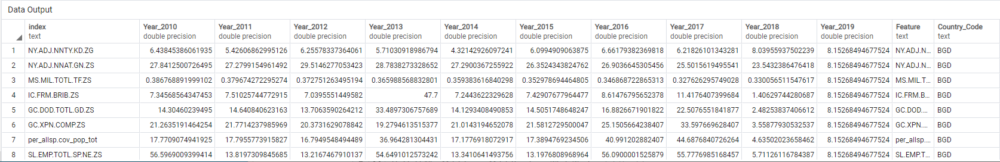 Data Output
index Year_2010 Year_2011 Year_2012 Year_2013 Year_2014 Year_2015 Year_2016 Year_2017 Year_2018 Year_2019 Feature Country_Code
text double precision double precision double precision double precision double precision double precision double precision double precision double precision double precision text text
1 NY.ADJ.NNTY.KD.ZG 6.43845386061935 5.42606862995126 6.25578337364061 5.71030918986794 4.32142926097241 6.0994909063875 6.66179382369818 6.21826101343281 8.03955937502239 8.15268494677524 NY.ADJ.N... BGD
2 NY.ADJ.NNAT.GN.ZS 27.8412500726495 27.2799154961492 29.5146277053423 28.7838273328652 27.2900367255922 26.3524343824762 26.9036645305456 25.5015619495541 23.5432386476418 8.15268494677524 NY.ADJ.N... BGD
3 MS.MIL.TOTL.TF.ZS 0.386768891999102 0.379674272295274 0.372751263495194 0.365988568832801 0.359383616840298 0.352978694464805 0.346868722865313 0.327626295749028 0.330056511547617 8.15268494677524 MS.MIL.T... BGD
4 IC.FRM.BRIB.ZS 7.34568564347453 7.51025744772915 7.0395551449582 47.7 7.2443622329628 7.42907677964477 8.61476795652378 11.4176407399684 1.40629744280687 8.15268494677524 IC.FRM.B... BGD
5 GC.DOD.TOTL.GD.ZS 14.30460239495 14.640840623163 13.7063590264212 33.4897306757689 14.1293408490853 14.5051748648247 16.8826671901822 22.5076551841877 2.48253837406612 8.15268494677524 GC.DOD.... BGD
6 GC.XPN.COMP.ZS 21.2635191464254 21.7714237985969 20.3731629078842 19.2794613515377 21.0143194652078 21.5812729500047 25.1505664238407 33.597669628407 3.55877930532537 8.15268494677524 GC.XPN.... BGD
7 per_allsp.cov_pop_tot 17.7709074941925 17.7955773915827 16.7949548494489 36.964281304431 17.1776918072917 17.3894769234506 40.991202882407 44.6876840726264 4.63502023658462 8.15268494677524 per_allsp.... BGD
8 SL.EMP.TOTL.SP.NE.ZS 56.5969009399414 13.8197309845685 13.2167467910137 54.6491012573242 13.3410641493756 13.1976808968964 56.0900001525879 55.7776985168457 5.71126116784387 8.15268494677524 SL.EMP.T... BGD